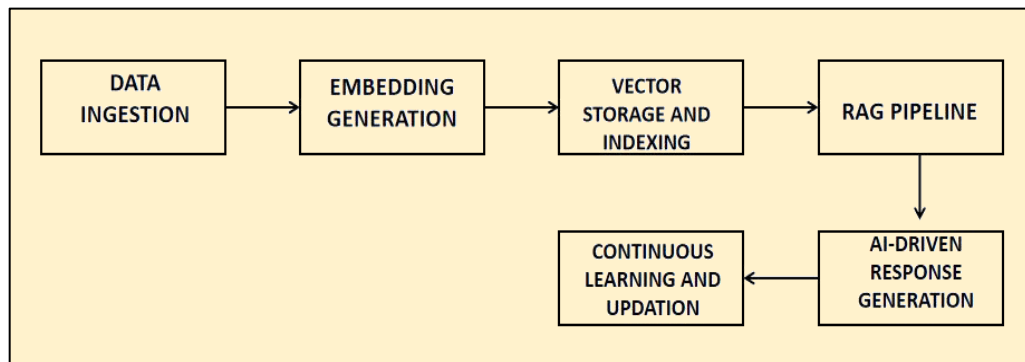 DATA
INGESTION
EMBEDDING
GENERATION
VECTOR
STORAGE AND
INDEXING
RAG PIPELINE
CONTINUOUS
LEARNING AND
UPDATION
AI-DRIVEN
RESPONSE
GENERATION